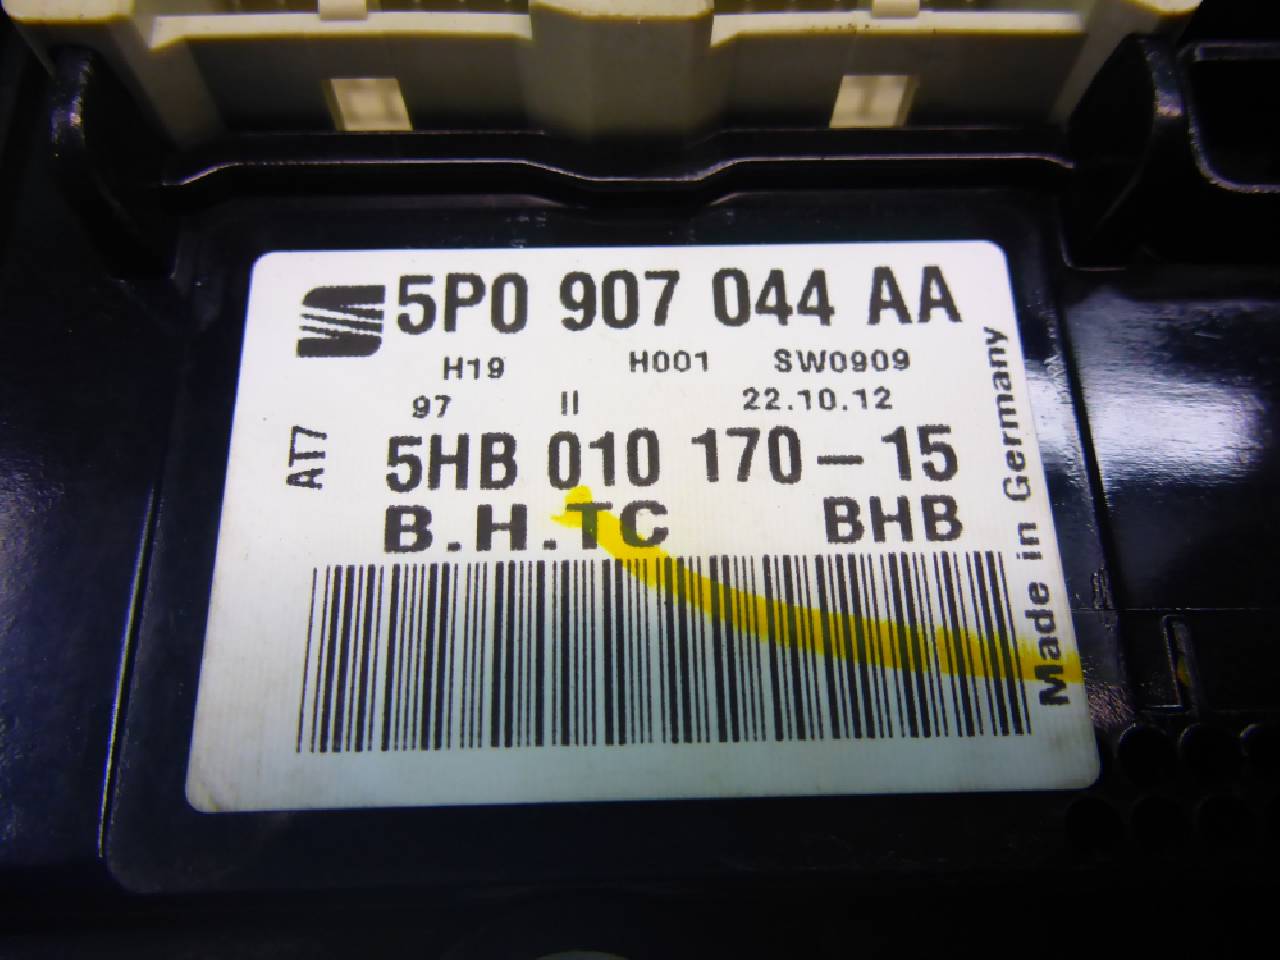 5P0 907 044 AA
H19 H001 SW0909
97 II 22.10.12
AT7
5HB 010 170-15
B.H.TC BHB
Made in Germany